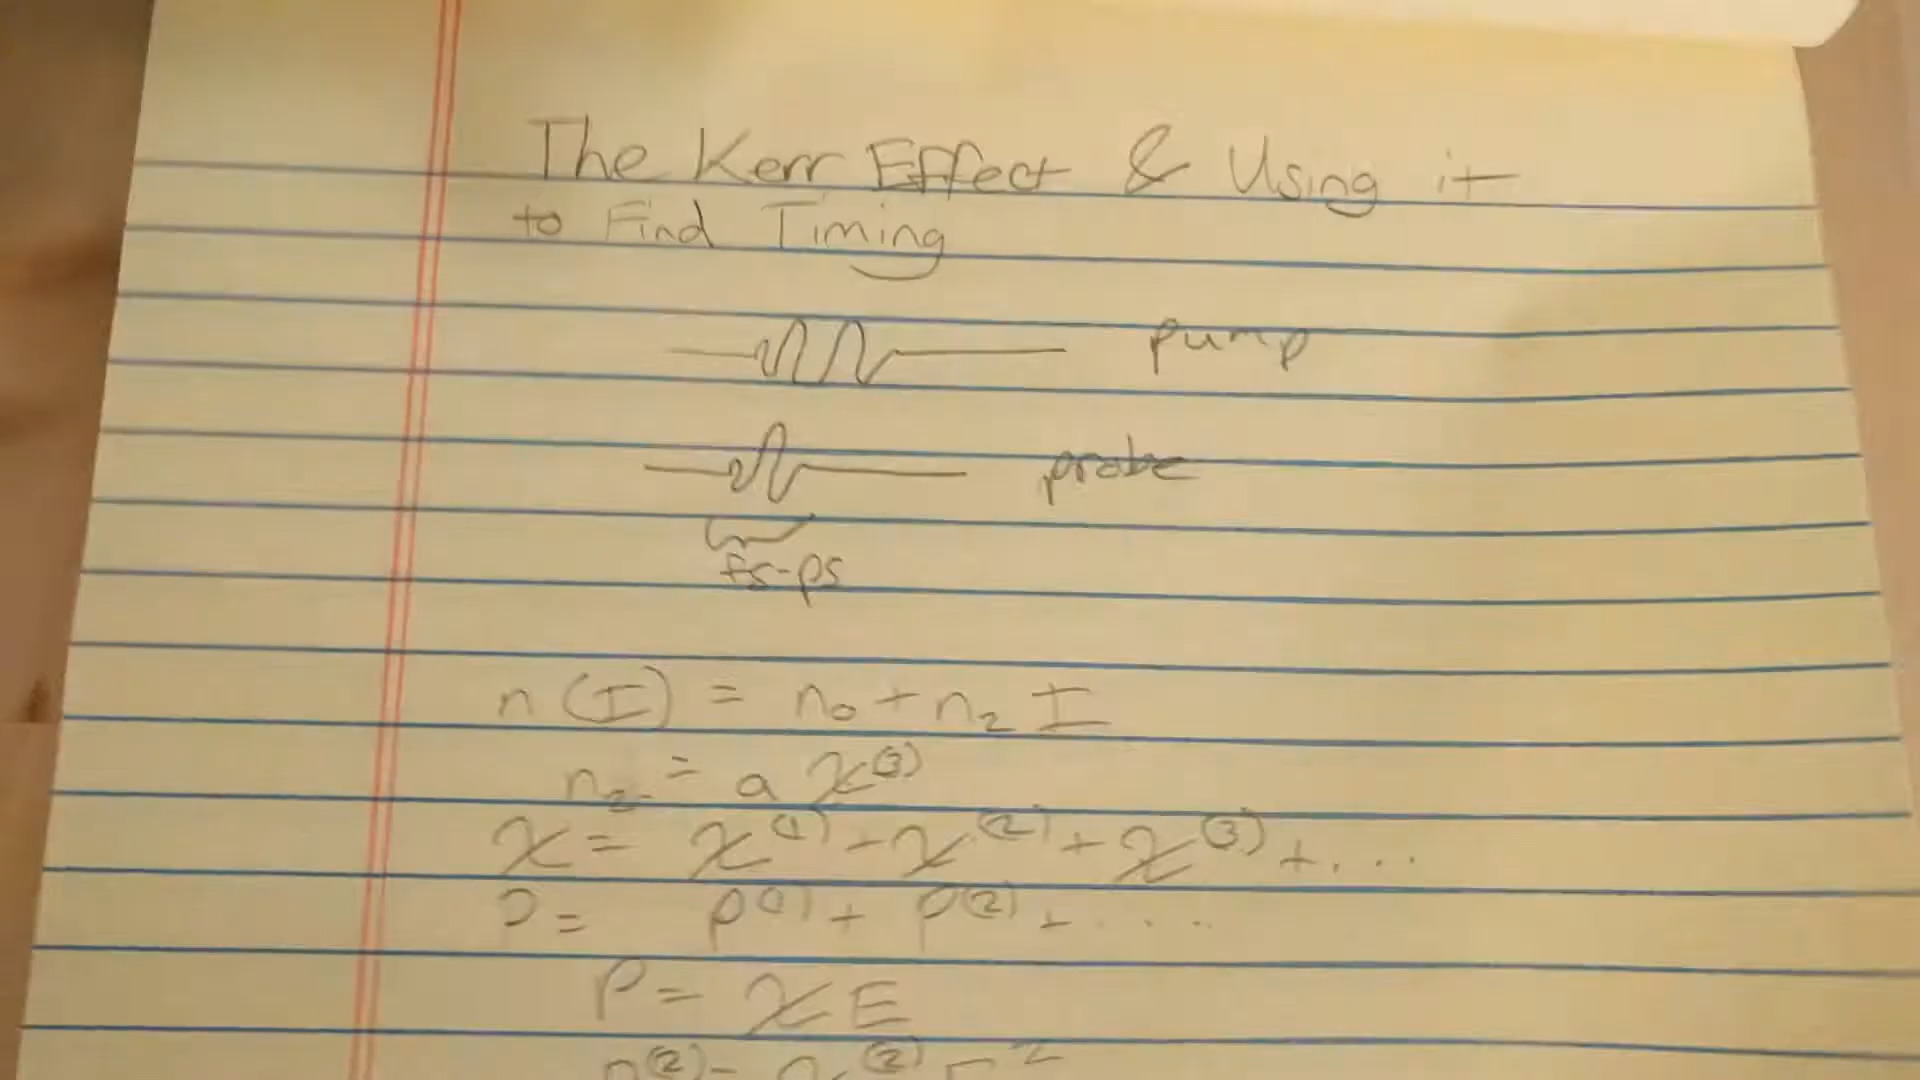 The Kerr Effect & Using it
to Find Timing
pump
probe
fs-ps
n(I) = n₀ + n₂ I
n₂ = a χ⁽³⁾
χ = χ⁽¹⁾ + χ⁽²⁾ + χ⁽³⁾ + ...
P = P⁽¹⁾ + P⁽²⁾ + ....
P = χE